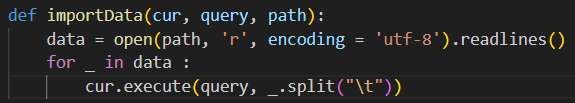 def importData(cur, query, path):
    data = open(path, 'r', encoding = 'utf-8').readlines()
    for _ in data :
        cur.execute(query, _.split("\t"))